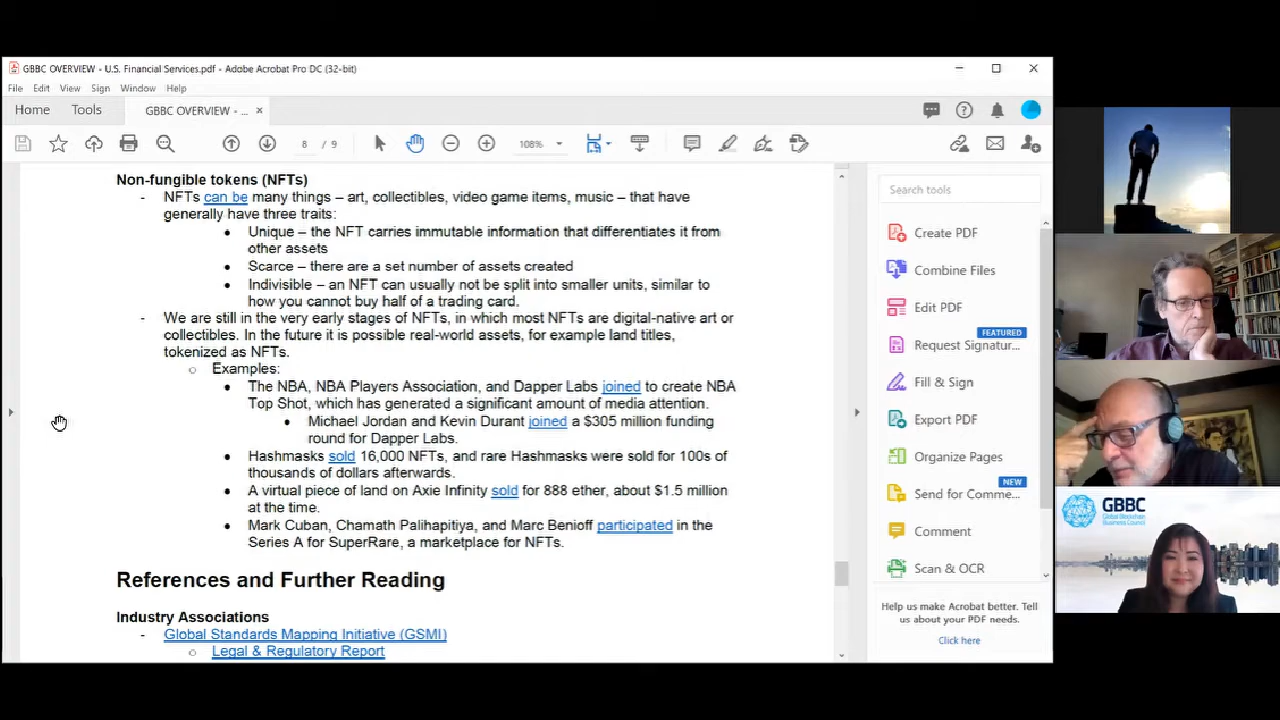 GBBC OVERVIEW - U.S. Financial Services.pdf - Adobe Acrobat Pro DC (32-bit)
File Edit View Sign Window Help
Home Tools GBBC OVERVIEW - ... ×
8 / 9 108%
Non-fungible tokens (NFTs)
- NFTs can be many things – art, collectibles, video game items, music – that have
generally have three traits:
• Unique – the NFT carries immutable information that differentiates it from
other assets
• Scarce – there are a set number of assets created
• Indivisible – an NFT can usually not be split into smaller units, similar to
how you cannot buy half of a trading card.
- We are still in the very early stages of NFTs, in which most NFTs are digital-native art or
collectibles. In the future it is possible real-world assets, for example land titles,
tokenized as NFTs.
○ Examples:
• The NBA, NBA Players Association, and Dapper Labs joined to create NBA
Top Shot, which has generated a significant amount of media attention.
• Michael Jordan and Kevin Durant joined a $305 million funding
round for Dapper Labs.
• Hashmasks sold 16,000 NFTs, and rare Hashmasks were sold for 100s of
thousands of dollars afterwards.
• A virtual piece of land on Axie Infinity sold for 888 ether, about $1.5 million
at the time.
• Mark Cuban, Chamath Palihapitiya, and Marc Benioff participated in the
Series A for SuperRare, a marketplace for NFTs.
References and Further Reading
Industry Associations
- Global Standards Mapping Initiative (GSMI)
○ Legal & Regulatory Report
Search tools
Create PDF
Combine Files
Edit PDF
FEATURED
Request Signatur...
Fill & Sign
Export PDF
Organize Pages
NEW
Send for Comme...
Comment
Scan & OCR
Help us make Acrobat better. Tell
us about your PDF needs.
Click here
GBBC
Global Blockchain
Business Council